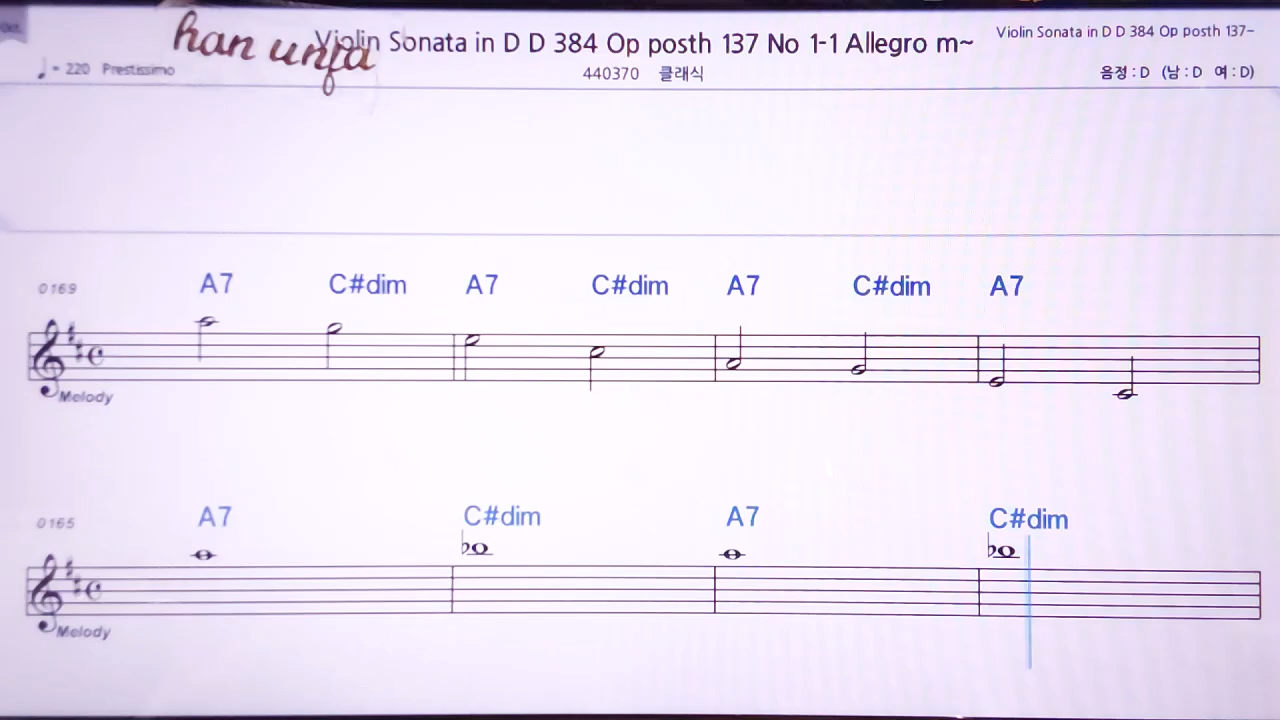 han unfa
Violin Sonata in D D 384 Op posth 137 No 1-1 Allegro m~
Violin Sonata in D D 384 Op posth 137-
♩ = 220 Prestissimo
440370 클래식
음정 : D (남 : D 여 : D)
0169 A7 C#dim A7 C#dim A7 C#dim A7
Melody
0165 A7 C#dim A7 C#dim
Melody